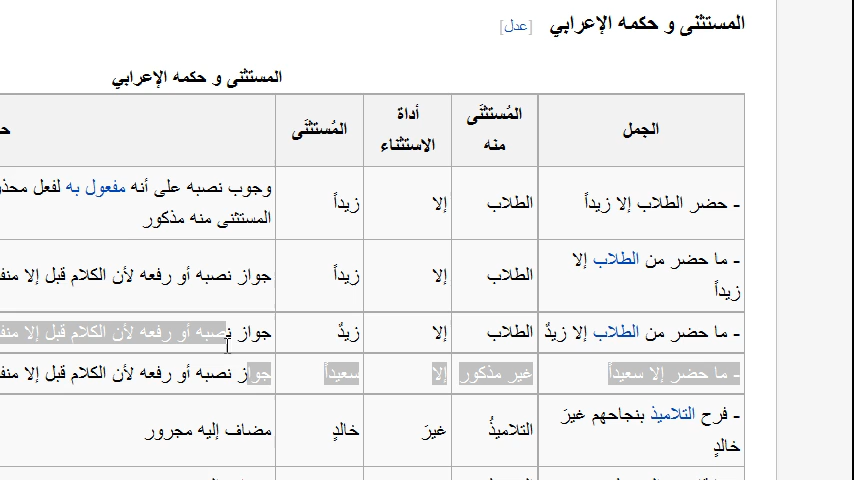 المستثنى و حكمه الإعرابي [عدل]
المستثنى و حكمه الإعرابي
الجمل
المُستثنَى
منه
أداة
الاستثناء
المُستثنَى
- حضر الطلاب إلا زيداً
الطلاب
إلا
زيداً
وجوب نصبه على أنه مفعول به لفعل
المستثنى منه مذكور
- ما حضر من الطلاب إلا
زيداً
الطلاب
إلا
زيداً
جواز نصبه أو رفعه لأن الكلام قبل إلا
- ما حضر من الطلاب إلا زيدٌ
الطلاب
إلا
زيدٌ
جواز نصبه أو رفعه لأن الكلام قبل إلا
- ما حضر إلا سعيداً
غير مذكور
إلا
سعيداً
جواز نصبه أو رفعه لأن الكلام قبل إلا
- فرح التلاميذ بنجاحهم غيرَ
خالدٍ
التلاميذُ
غيرَ
خالدٍ
مضاف إليه مجرور